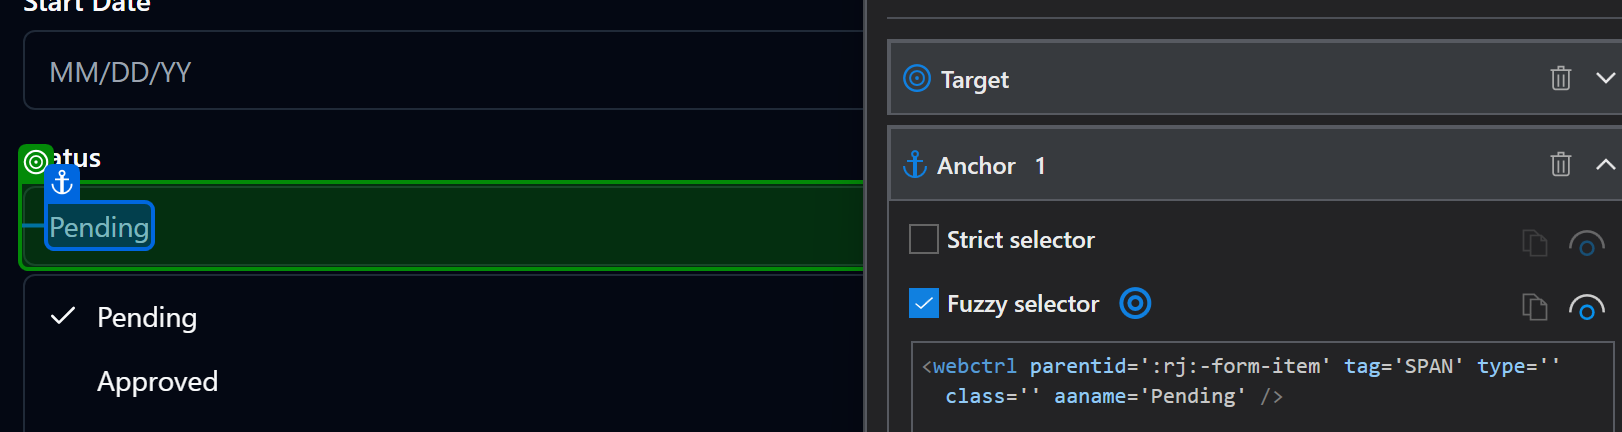 Start Date
MM/DD/YY
atus
Pending
Pending
Approved
Target
Anchor 1
Strict selector
Fuzzy selector
<webctrl parentid=':rj:-form-item' tag='SPAN' type=''
class='' aaname='Pending' />